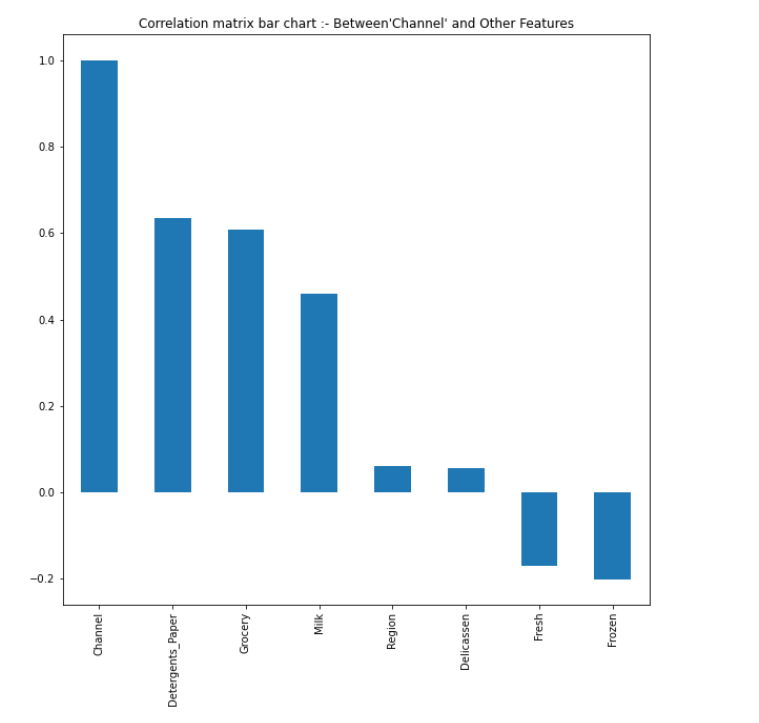 Correlation matrix bar chart :- Between'Channel' and Other Features
1.0
0.8
0.6
0.4
0.2
0.0
−0.2
Channel
Detergents_Paper
Grocery
Milk
Region
Delicassen
Fresh
Frozen